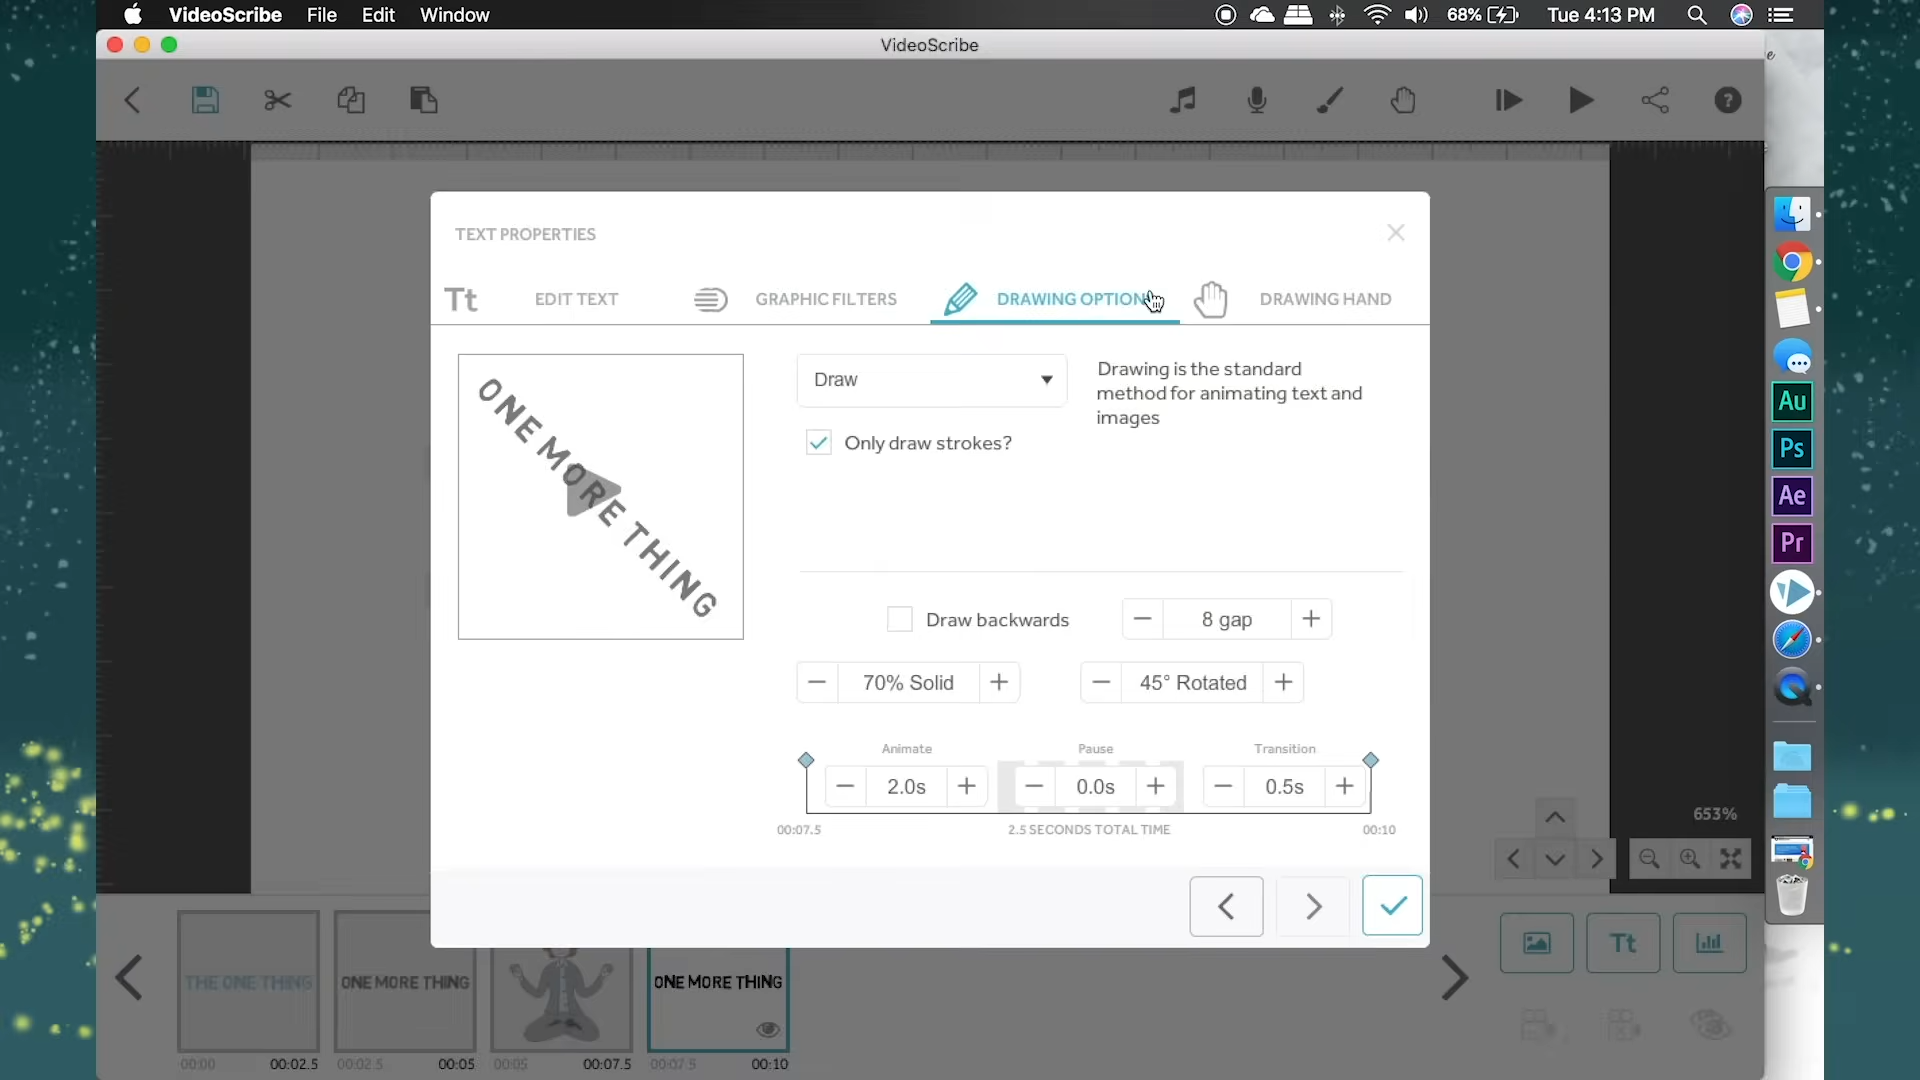 VideoScribe File Edit Window
68% Tue 4:13 PM
VideoScribe
TEXT PROPERTIES
Tt EDIT TEXT GRAPHIC FILTERS DRAWING OPTION DRAWING HAND
ONE MORE THING
Draw
Only draw strokes?
Drawing is the standard
method for animating text and
images
Draw backwards 8 gap
70% Solid 45° Rotated
Animate Pause Transition
2.0s 0.0s 0.5s
00:07.5 2.5 SECONDS TOTAL TIME 00:10
Au
Ps
Ae
Pr
653%
Tt
THE ONE THING ONE MORE THING ONE MORE THING
00:00 00:02.5 00:02.5 00:05 00:05 00:07.5 00:07.5 00:10